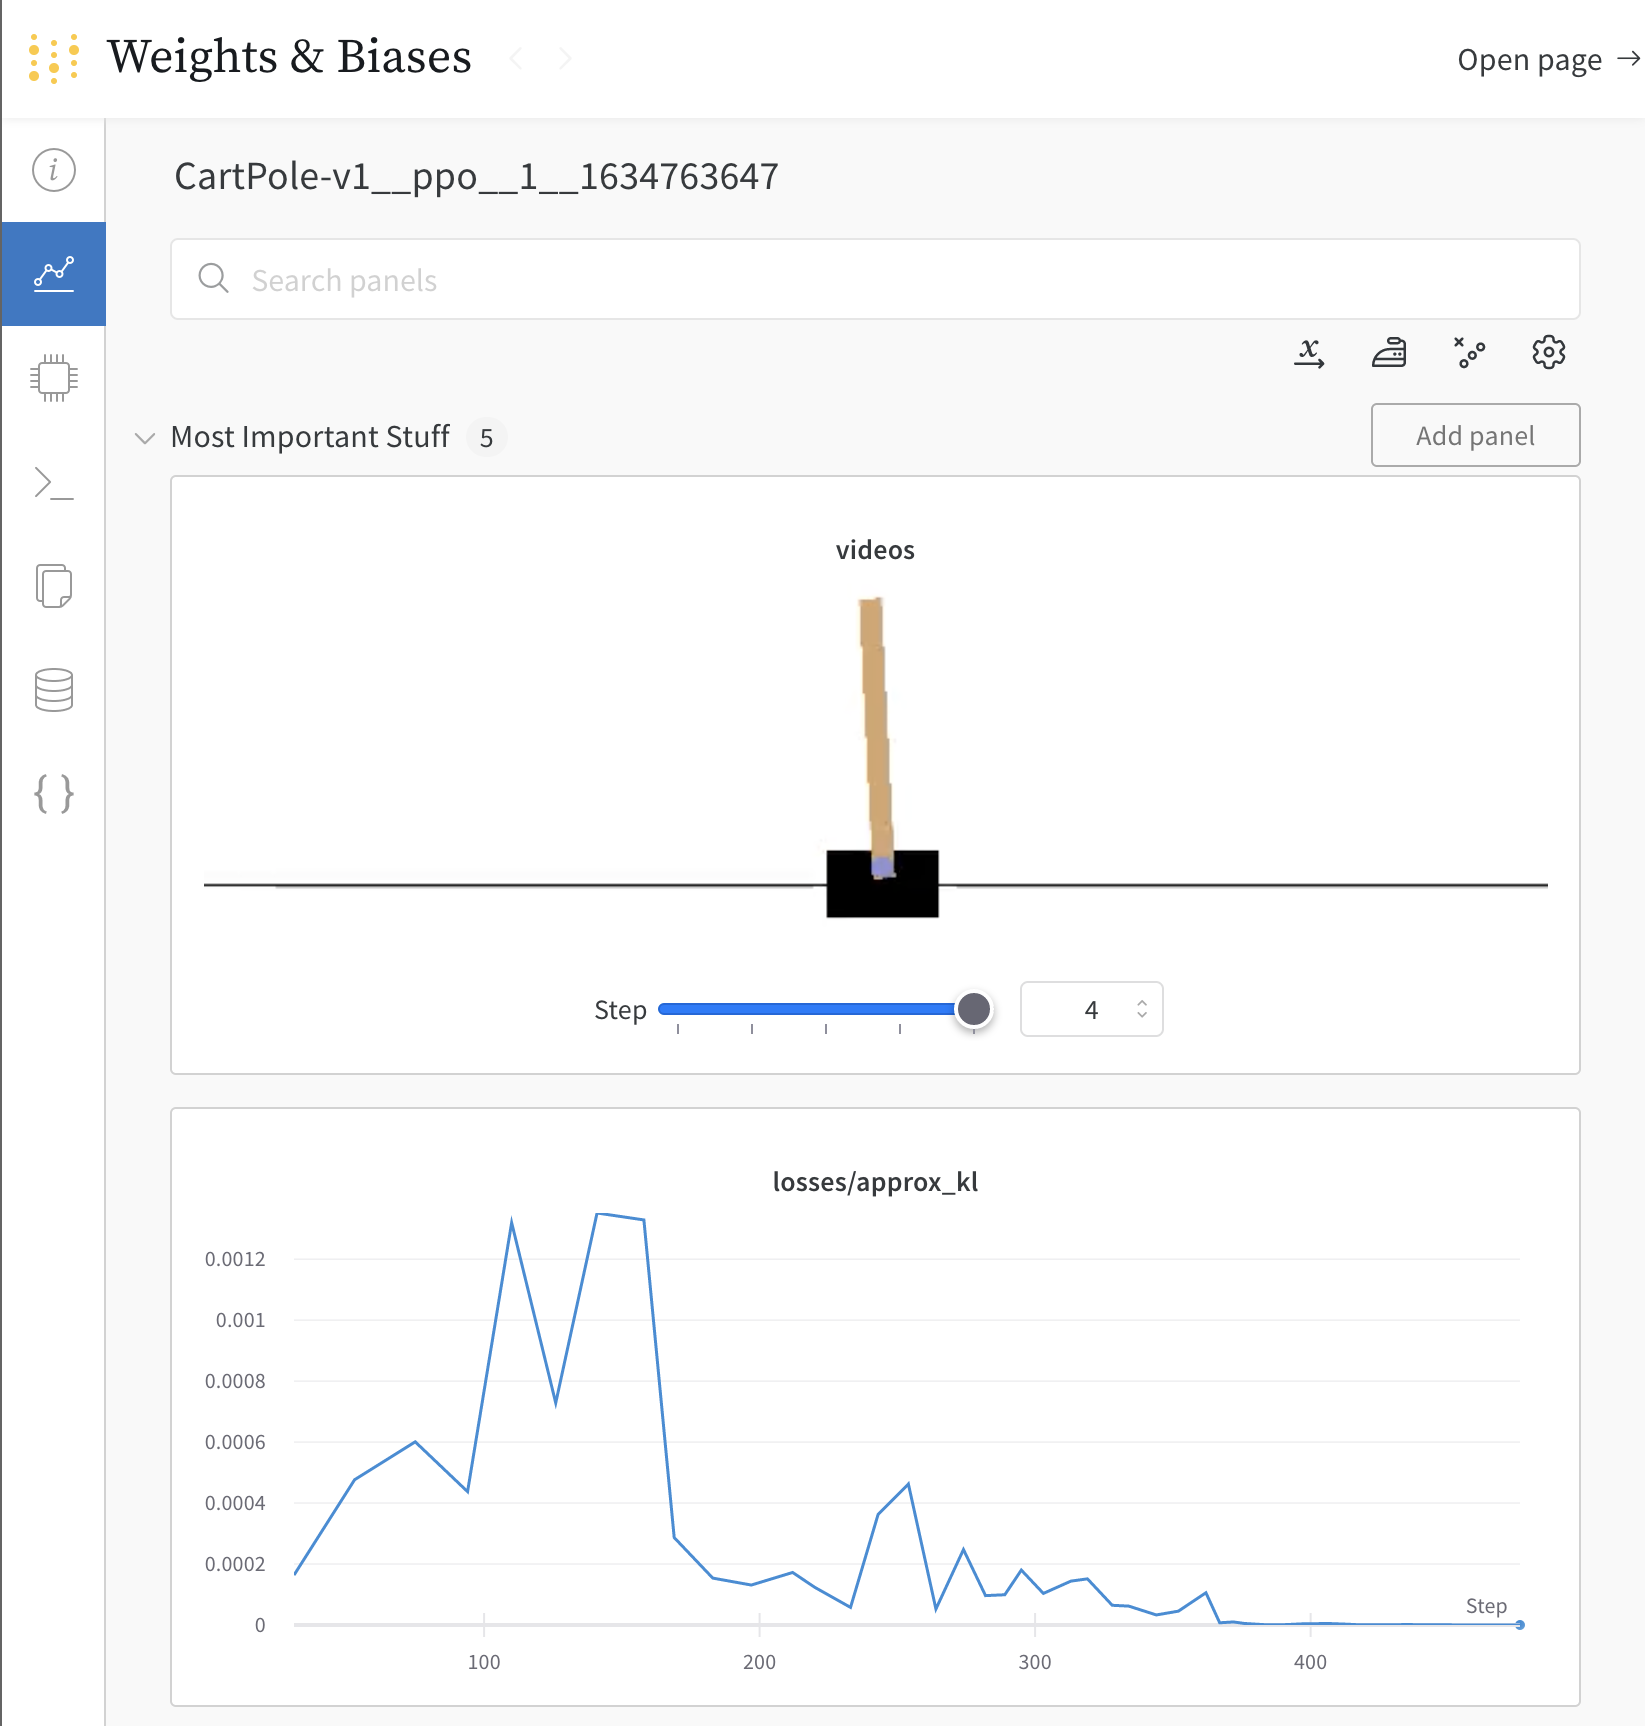 Weights & Biases
Open page →
CartPole-v1__ppo__1__1634763647
Search panels
Most Important Stuff 5
Add panel
videos
Step 4
losses/approx_kl
0.0012
0.001
0.0008
0.0006
0.0004
0.0002
0
Step
100 200 300 400